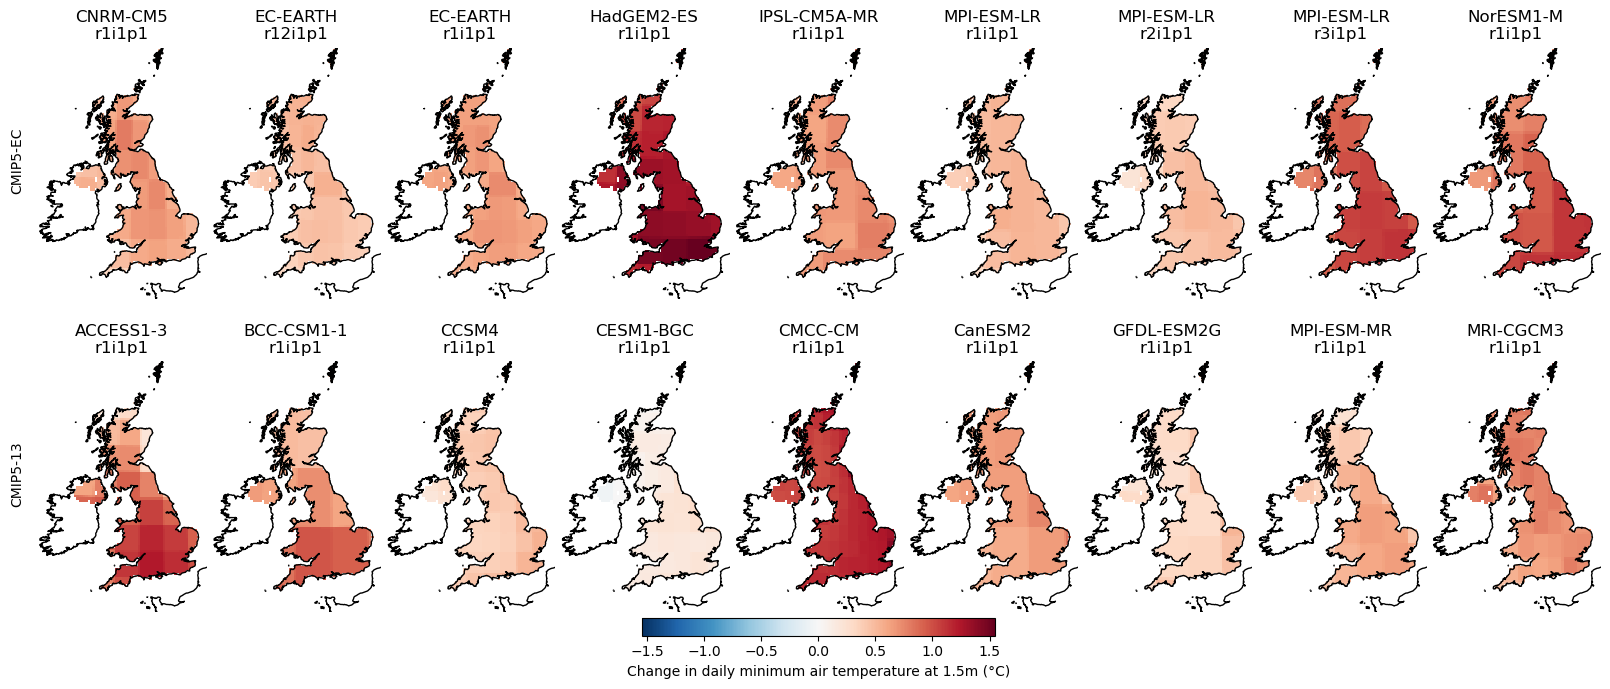 CNRM-CM5
r1i1p1
EC-EARTH
r12i1p1
EC-EARTH
r1i1p1
HadGEM2-ES
r1i1p1
IPSL-CM5A-MR
r1i1p1
MPI-ESM-LR
r1i1p1
MPI-ESM-LR
r2i1p1
MPI-ESM-LR
r3i1p1
NorESM1-M
r1i1p1
CMIP5-EC
ACCESS1-3
r1i1p1
BCC-CSM1-1
r1i1p1
CCSM4
r1i1p1
CESM1-BGC
r1i1p1
CMCC-CM
r1i1p1
CanESM2
r1i1p1
GFDL-ESM2G
r1i1p1
MPI-ESM-MR
r1i1p1
MRI-CGCM3
r1i1p1
CMIP5-13
−1.5 −1.0 −0.5 0.0 0.5 1.0 1.5
Change in daily minimum air temperature at 1.5m (°C)